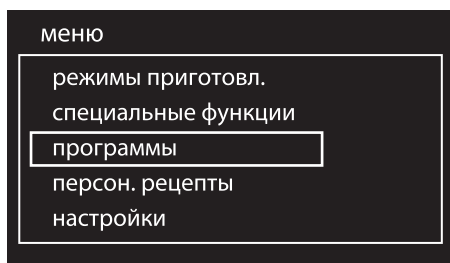 меню
режимы приготовл.
специальные функции
программы
персон. рецепты
настройки